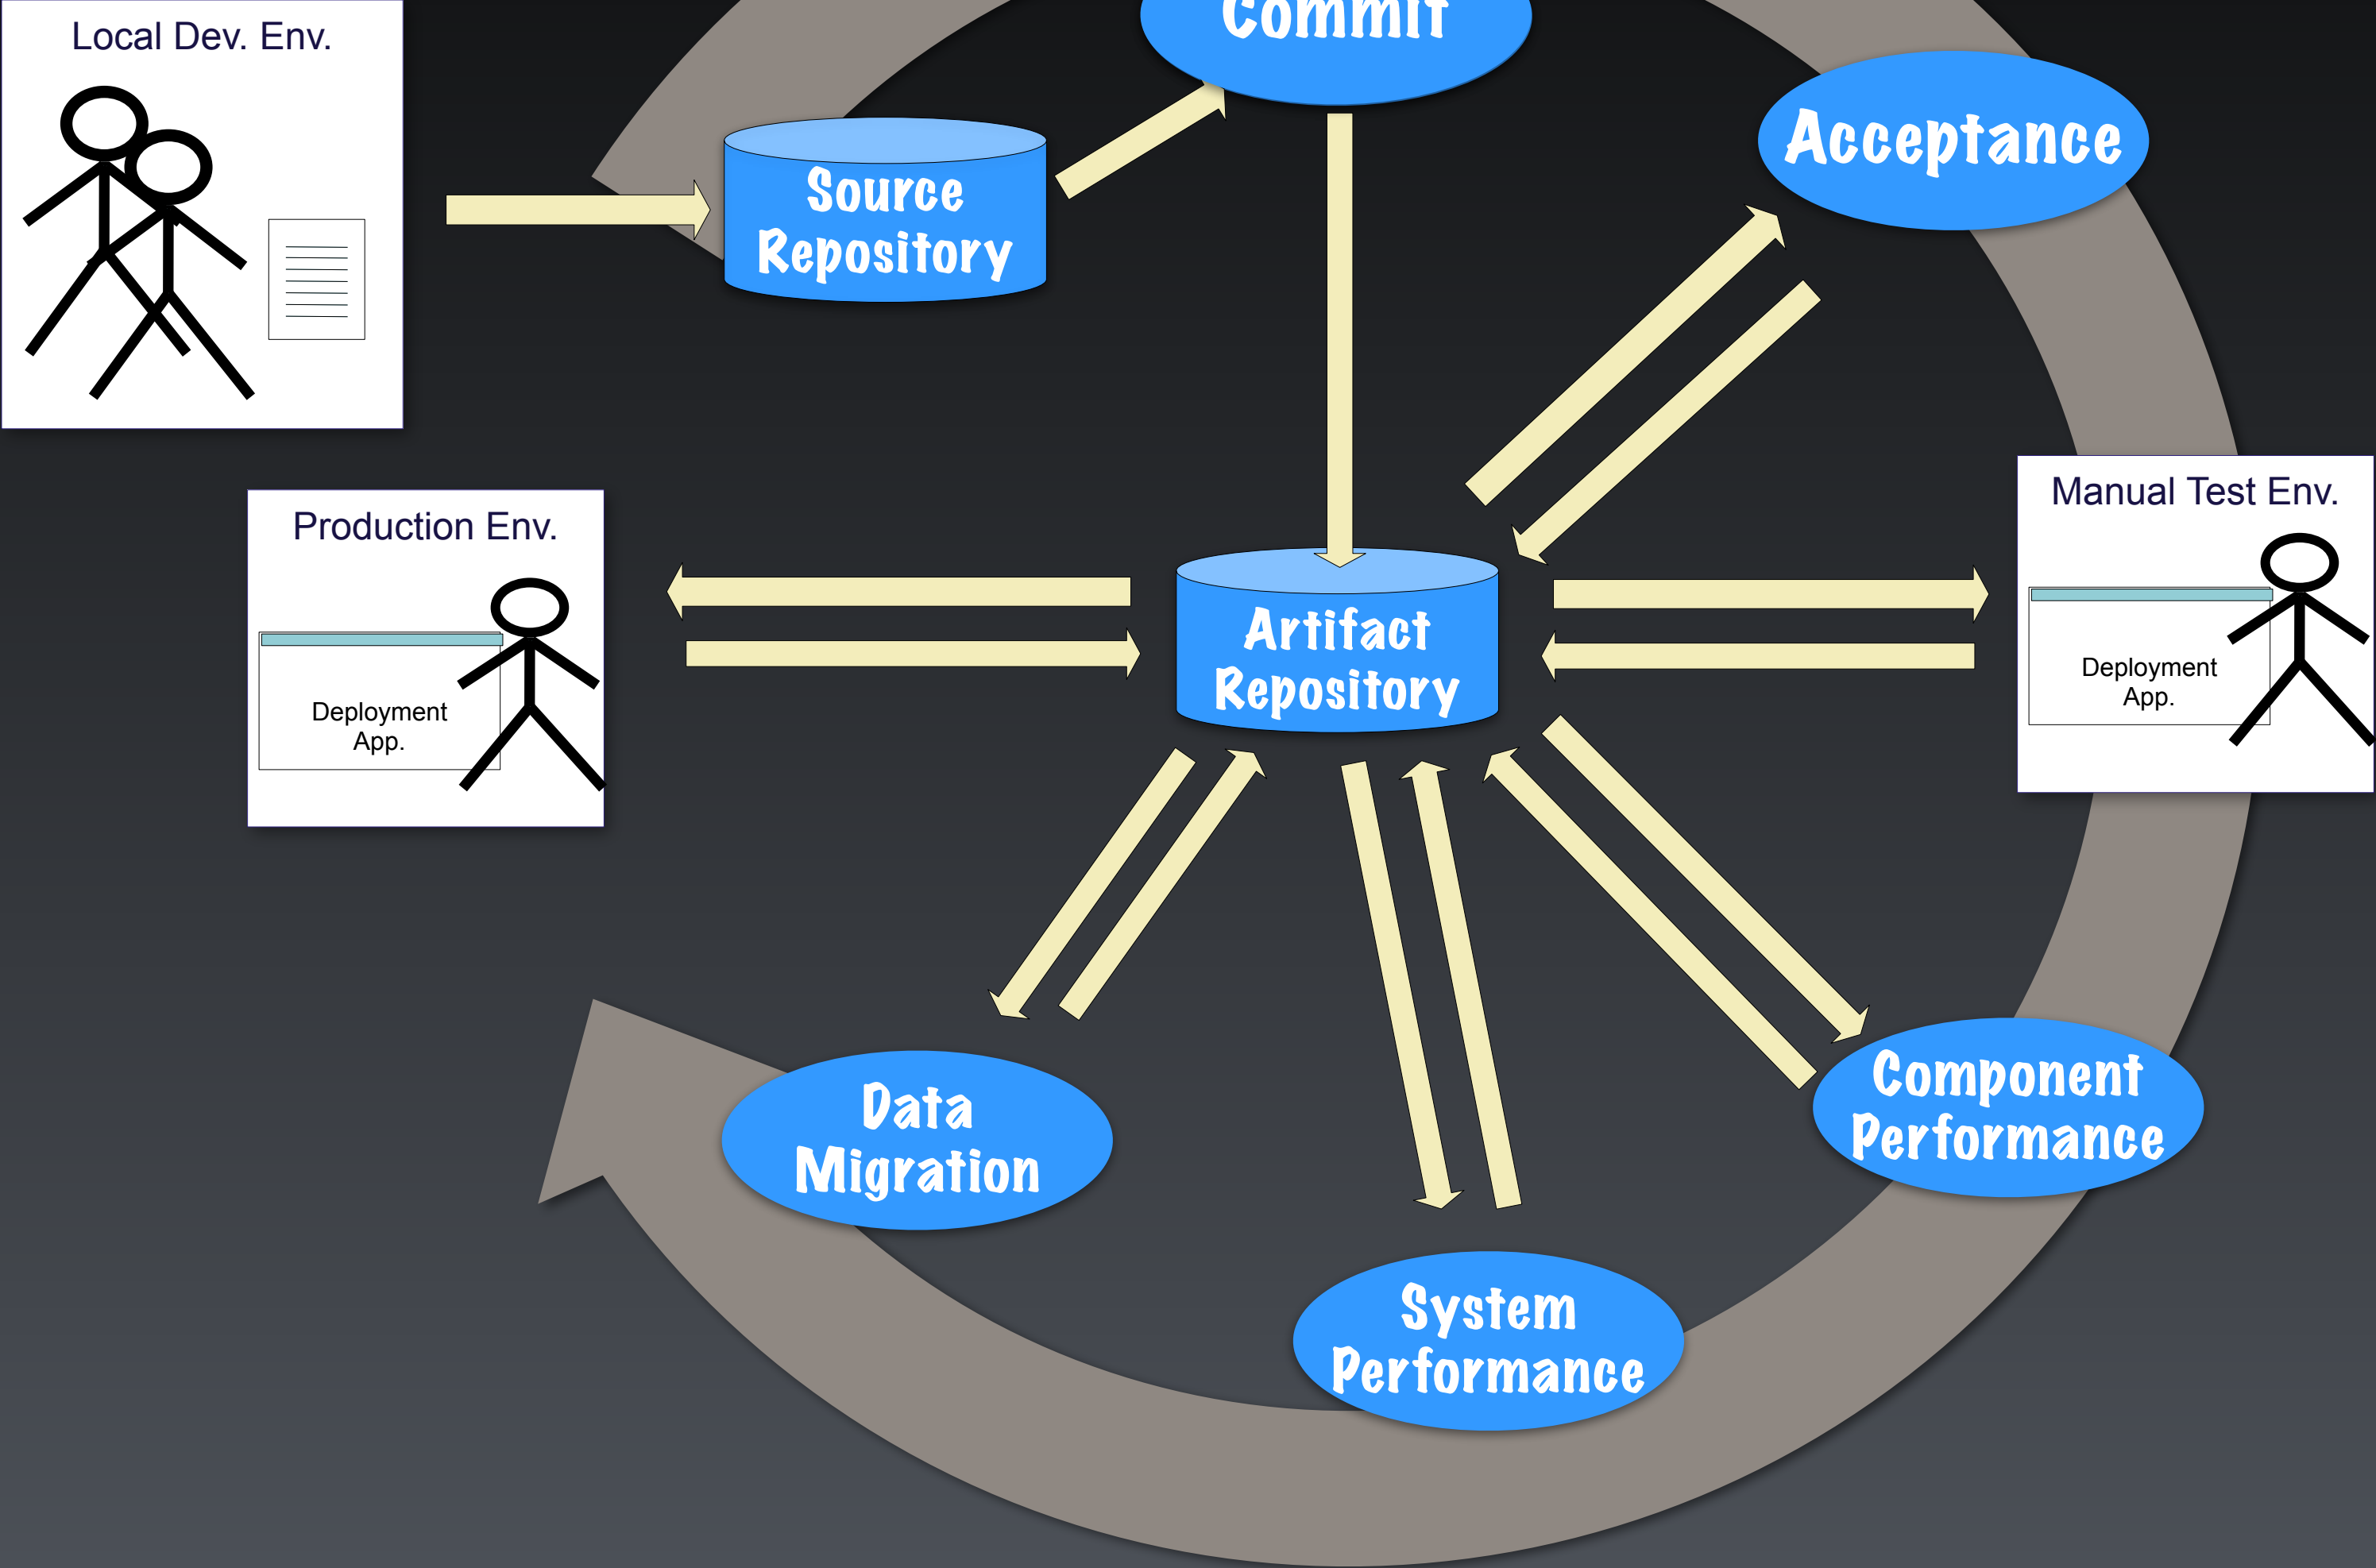 Local Dev. Env.
Commit
Acceptance
Source
Repository
Manual Test Env.
Production Env.
Artifact
Repository
Deployment
App.
Deployment
App.
Component
Performance
Data
Migration
System
Performance